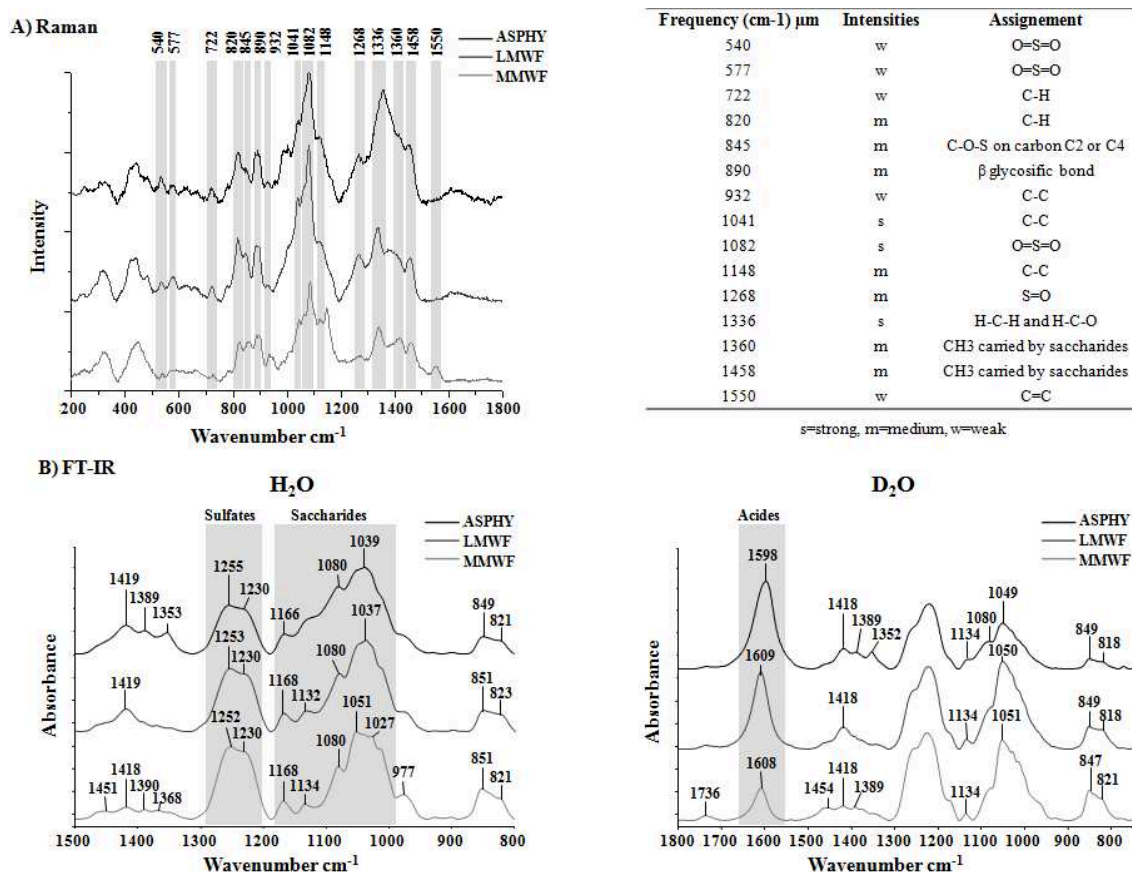 A) Raman
540 577 722 820 845 890 932 1041 1082 1148 1268 1336 1360 1458 1550
ASPHY
LMWF
MMWF
Intensity
200 400 600 800 1000 1200 1400 1600 1800
Wavenumber cm-1
Frequency (cm-1) µm Intensities Assignement
540 w O=S=O
577 w O=S=O
722 w C-H
820 m C-H
845 m C-O-S on carbon C2 or C4
890 m β glycosific bond
932 w C-C
1041 s C-C
1082 s O=S=O
1148 m C-C
1268 m S=O
1336 s H-C-H and H-C-O
1360 m CH3 carried by saccharides
1458 m CH3 carried by saccharides
1550 w C=C
s=strong, m=medium, w=weak
B) FT-IR
H2O
Sulfates Saccharides
ASPHY
LMWF
MMWF
1419 1389 1353 1255 1230 1166 1080 1039 849 821
1419 1253 1230 1168 1132 1080 1037 851 823
1451 1418 1390 1368 1252 1230 1168 1134 1080 1051 1027 977 851 821
Absorbance
1500 1400 1300 1200 1100 1000 900 800
Wavenumber cm-1
D2O
Acides
ASPHY
LMWF
MMWF
1598 1418 1389 1352 1134 1080 1049 849 818
1609 1418 1134 1050 849 818
1736 1608 1454 1418 1389 1134 1051 847 821
Absorbance
1800 1700 1600 1500 1400 1300 1200 1100 1000 900 800
Wavenumber cm-1